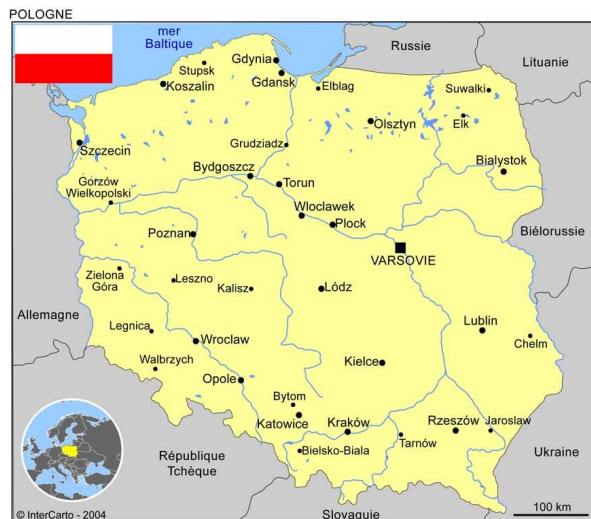 POLOGNE
mer
Baltique
Russie
Lituanie
Gdynia
Stupsk
Koszalin
Gdansk
Elblag
Suwalki
Olsztyn
Elk
Szczecin
Grudziadz
Bialystok
Bydgoszcz
Torun
Gorzów
Wielkopolski
Wloclawek
Plock
Biélorussie
Poznan
VARSOVIE
Zielona
Góra
Leszno
Kalisz
Lódz
Allemagne
Legnica
Wroclaw
Lublin
Chelm
Walbrzych
Kielce
Opole
Bytom
Katowice
Kraków
Rzeszów
Jaroslaw
Tarnów
Bielsko-Biala
République
Tchèque
Ukraine
Slovaquie
100 km
© InterCarto - 2004